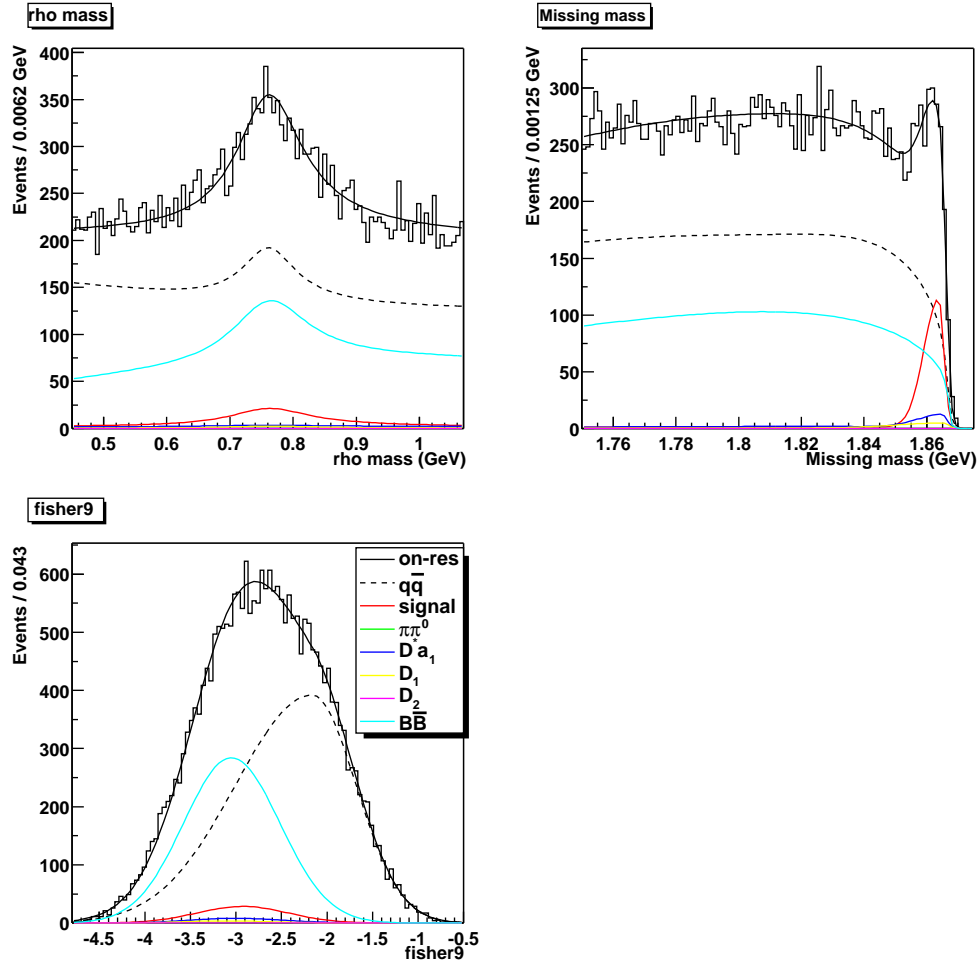 rho mass
Events / 0.0062 GeV
400
350
300
250
200
150
100
50
0
0.5 0.6 0.7 0.8 0.9 1
rho mass (GeV)
Missing mass
Events / 0.00125 GeV
300
250
200
150
100
50
0
1.76 1.78 1.8 1.82 1.84 1.86
Missing mass (GeV)
fisher9
Events / 0.043
600
500
400
300
200
100
0
-4.5 -4 -3.5 -3 -2.5 -2 -1.5 -1 -0.5
fisher9
on-res
qq̅
signal
ππ⁰
D*a₁
D₁
D₂
BB̅